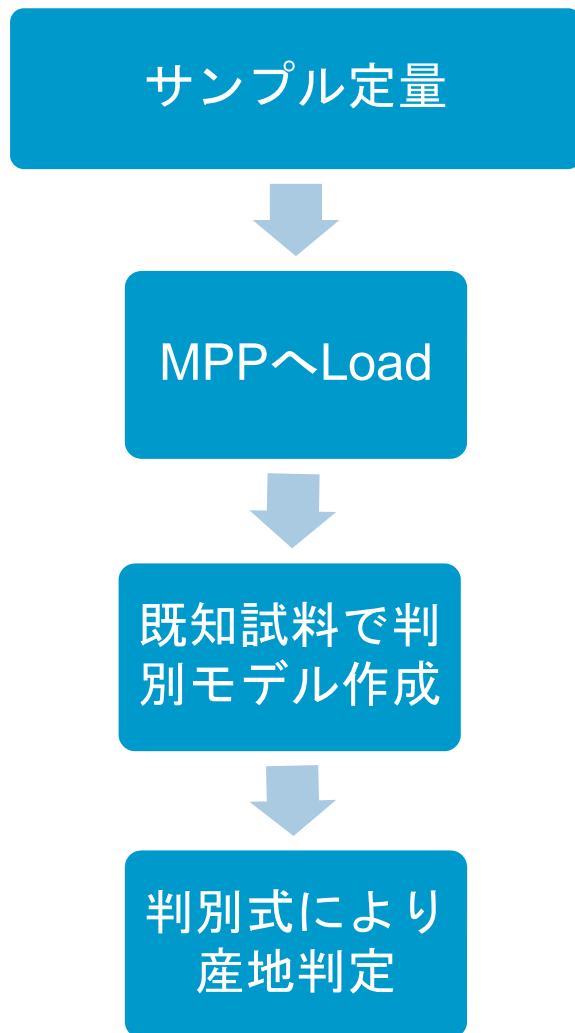 サンプル定量
MPPへLoad
既知試料で判
別モデル作成
判別式により
産地判定